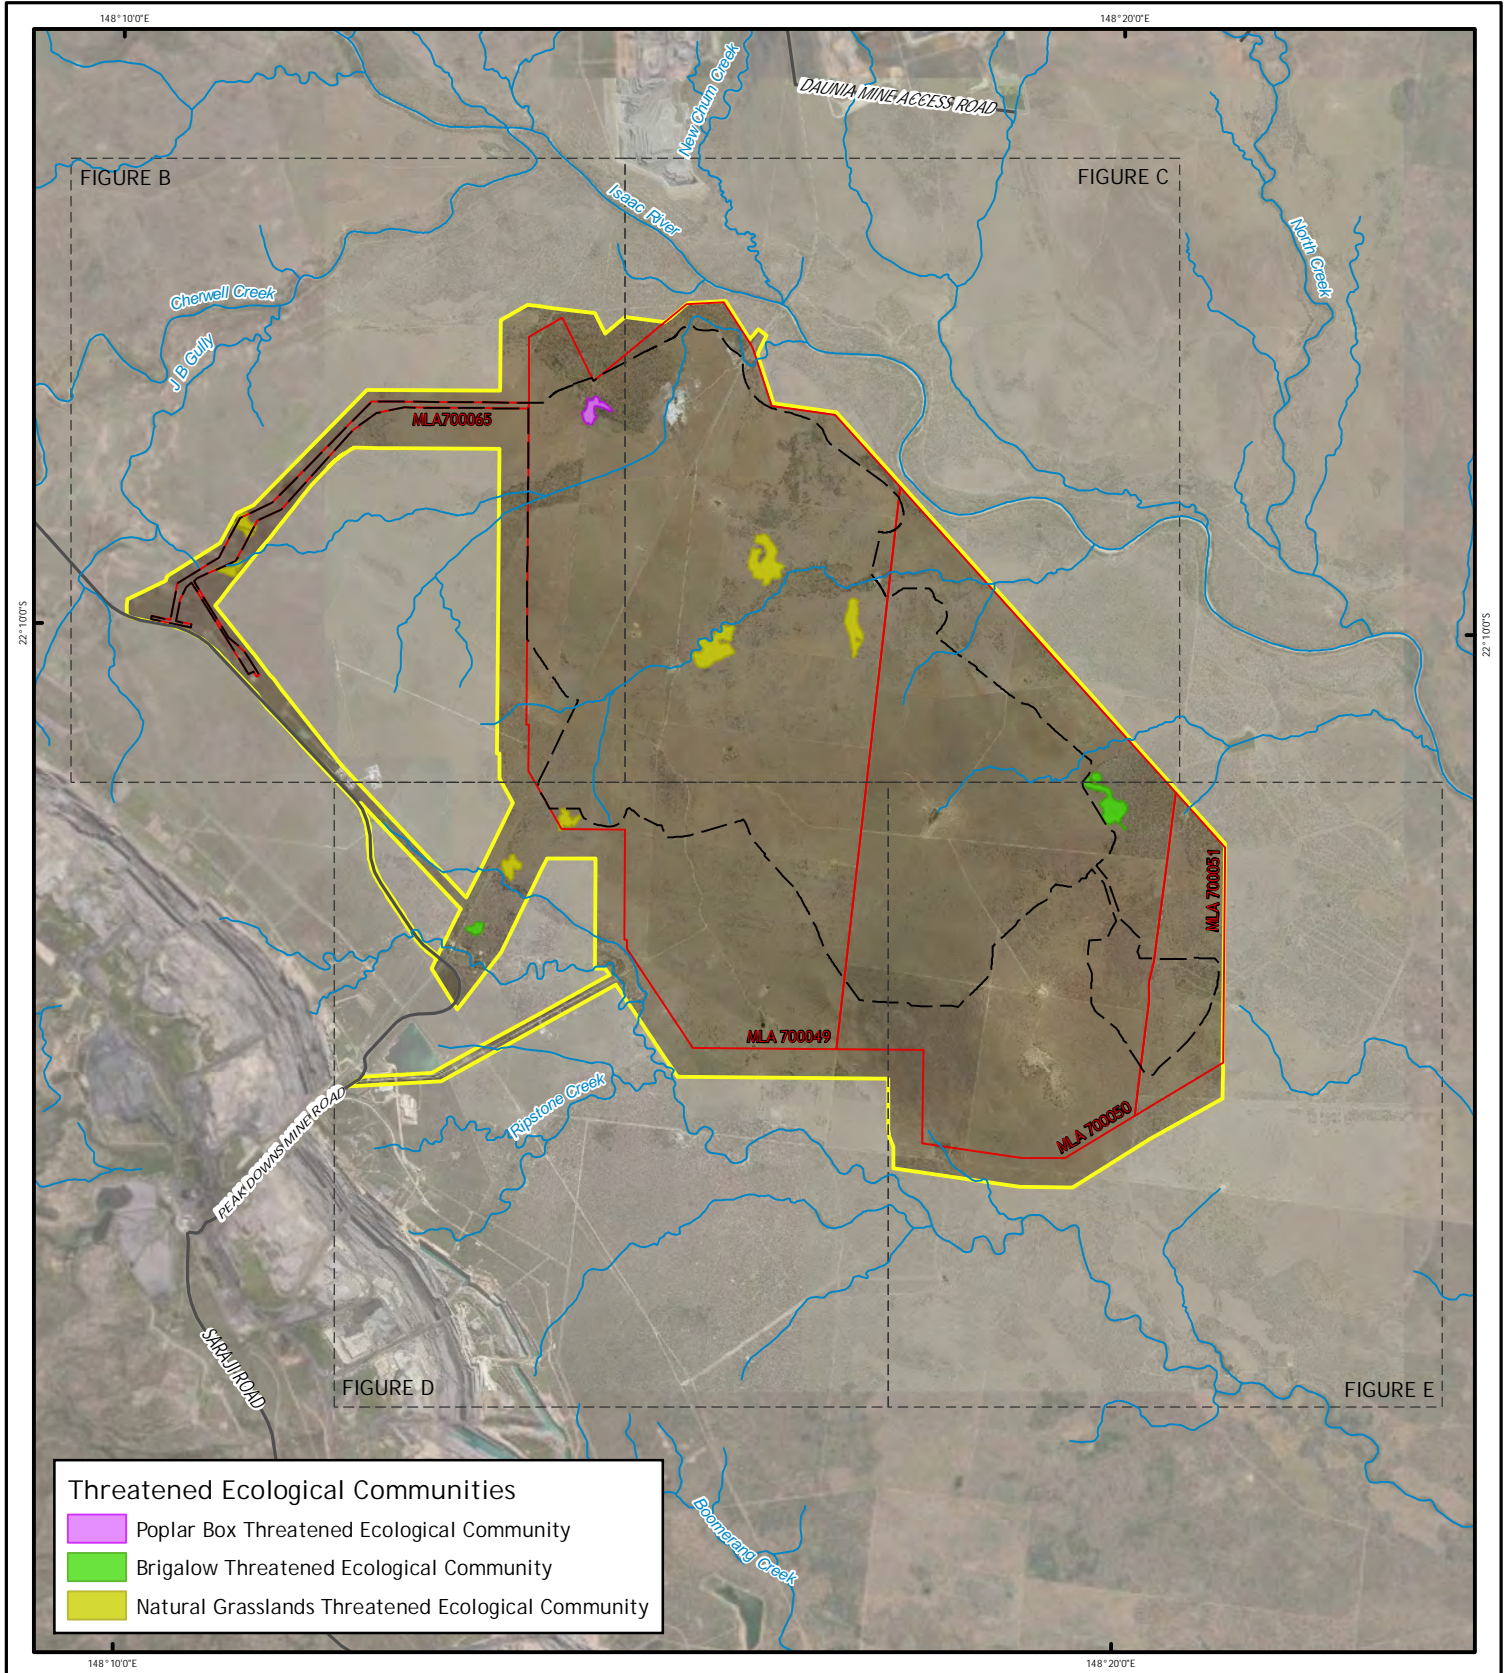 148°10'0"E
148°20'0"E
DAUNIA MINE ACCESS ROAD
New Chum Creek
FIGURE B
FIGURE C
Isaac River
North Creek
Cherwell Creek
J B Gully
MLA700065
22°10'0"S
22°10'0"S
MLA 700051
MLA 700049
MLA 700050
Ripstone Creek
PEAK DOWNS MINE ROAD
SARAJI ROAD
FIGURE D
FIGURE E
Boomerang Creek
Threatened Ecological Communities
Poplar Box Threatened Ecological Community
Brigalow Threatened Ecological Community
Natural Grasslands Threatened Ecological Community
148°10'0"E
148°20'0"E